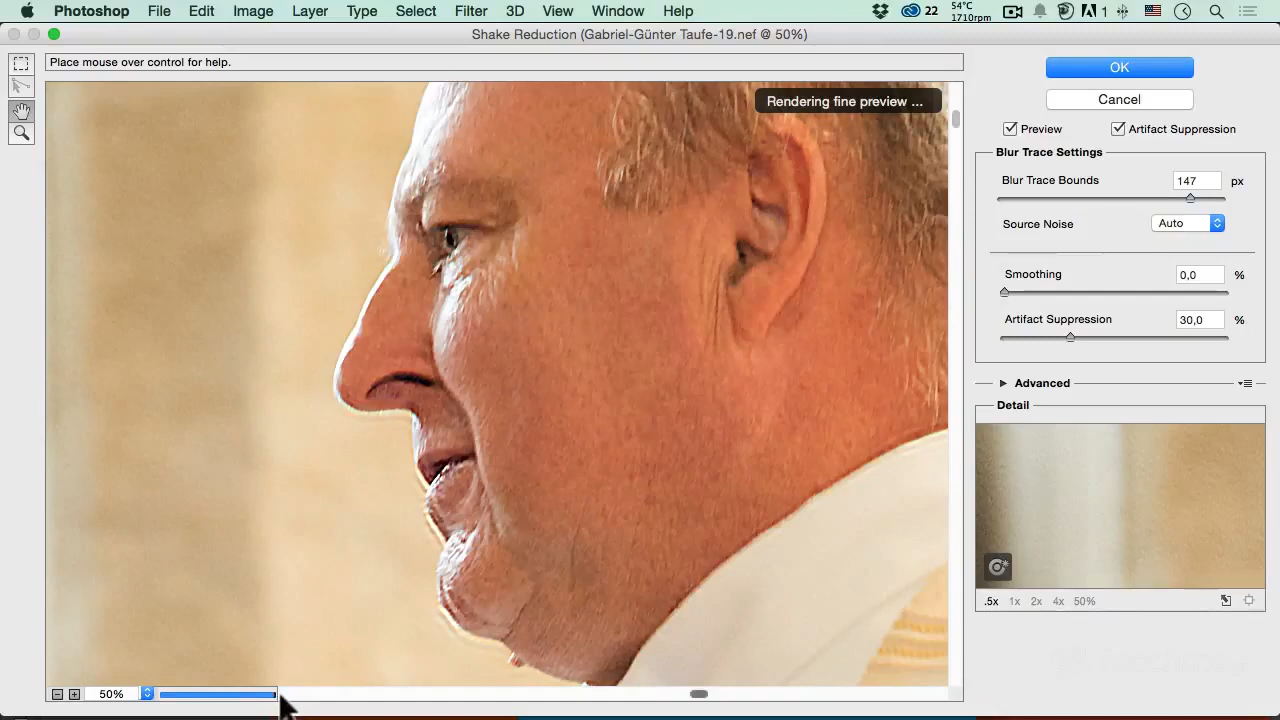 Photoshop File Edit Image Layer Type Select Filter 3D View Window Help 22 54°C 1710rpm 1
Shake Reduction (Gabriel-Günter Taufe-19.nef @ 50%)
Place mouse over control for help.
Rendering fine preview ...
50%
OK
Cancel
Preview Artifact Suppression
Blur Trace Settings
Blur Trace Bounds 147 px
Source Noise Auto
Smoothing 0,0 %
Artifact Suppression 30,0 %
Advanced
Detail
.5x 1x 2x 4x 50%